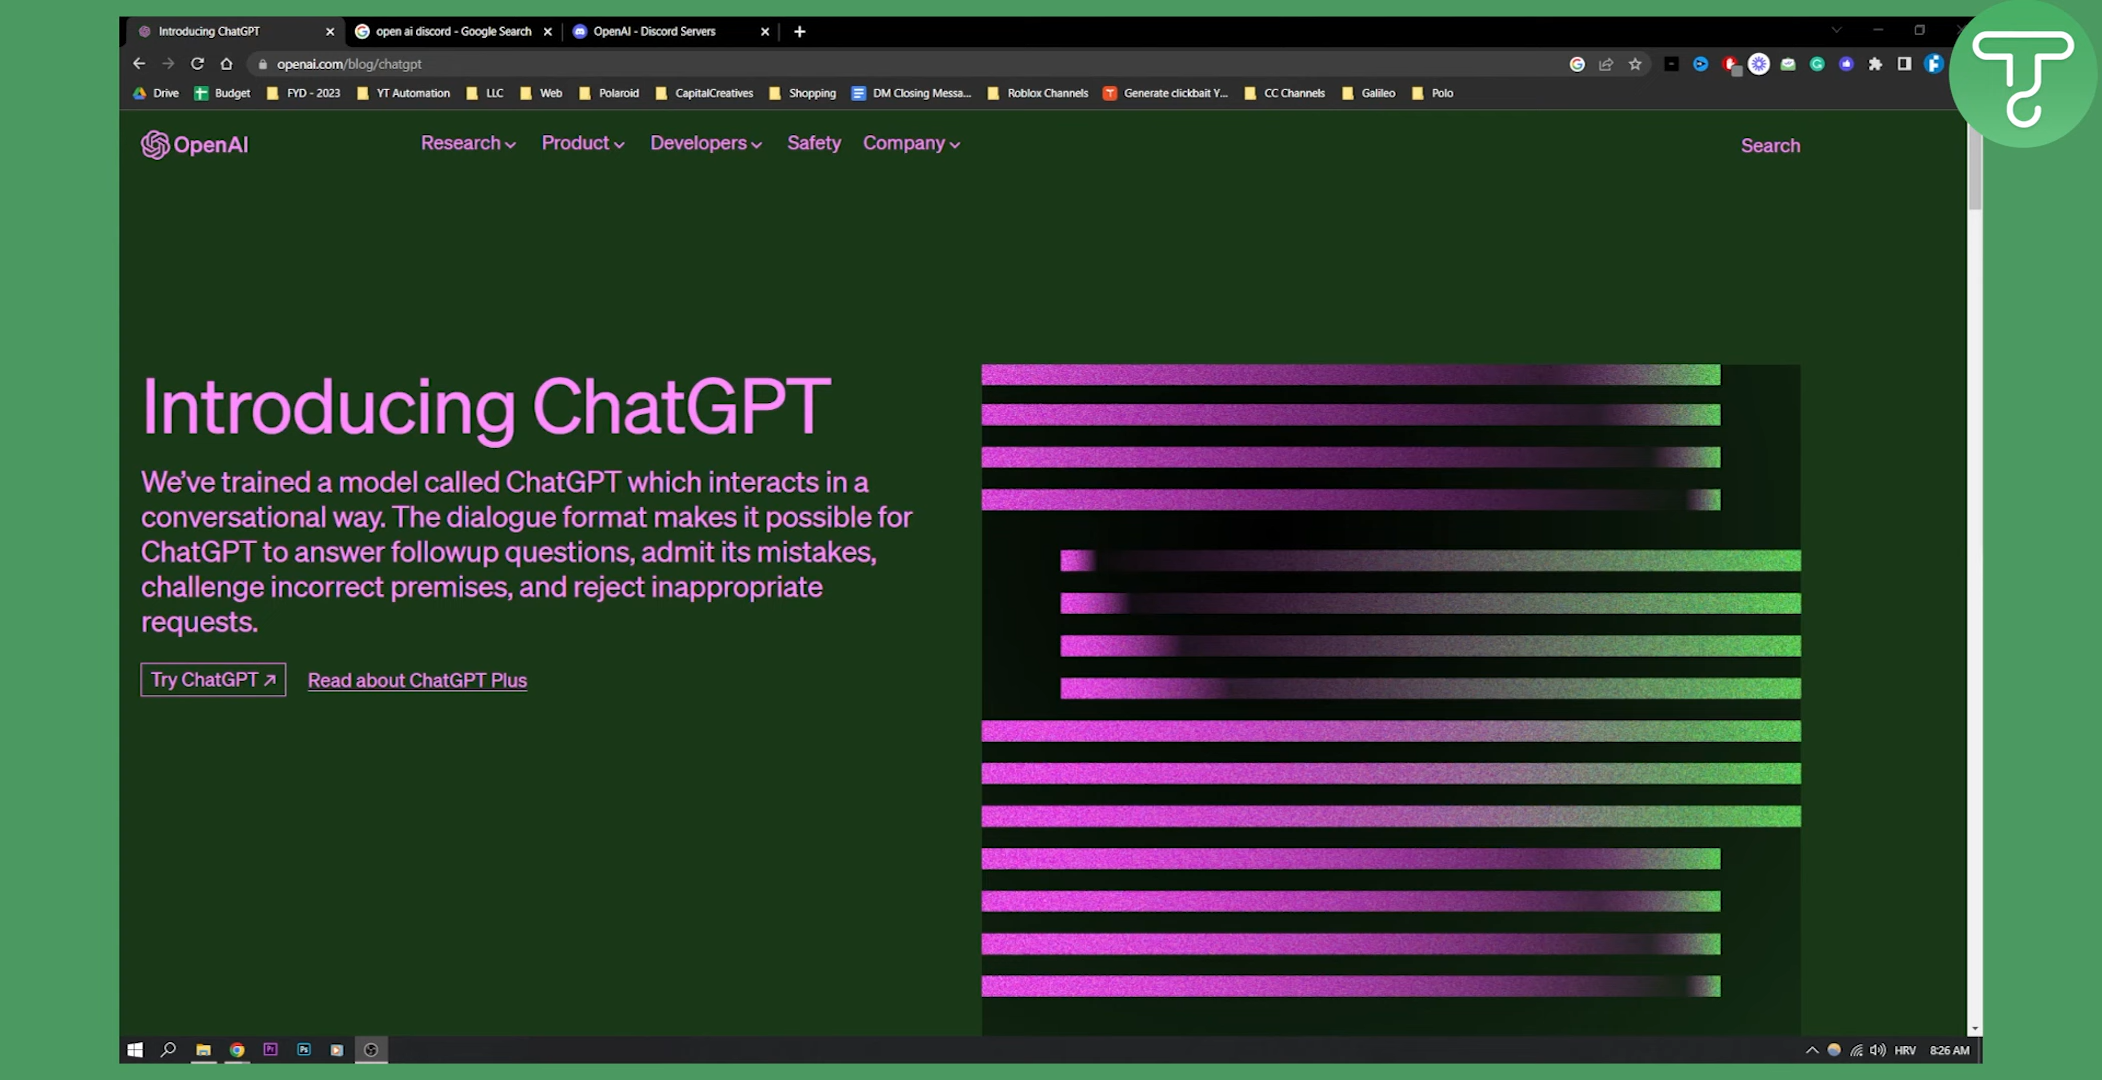 Introducing ChatGPT
open ai discord - Google Search
OpenAI - Discord Servers
openai.com/blog/chatgpt
Drive Budget FYD - 2023 YT Automation LLC Web Polaroid CapitalCreatives Shopping DM Closing Messa... Roblox Channels Generate clickbait Y... CC Channels Galileo Polo
OpenAI
Research Product Developers Safety Company
Search
Introducing ChatGPT
We've trained a model called ChatGPT which interacts in a
conversational way. The dialogue format makes it possible for
ChatGPT to answer followup questions, admit its mistakes,
challenge incorrect premises, and reject inappropriate
requests.
Try ChatGPT ↗ Read about ChatGPT Plus
Pr Ps
HRV 8:26 AM